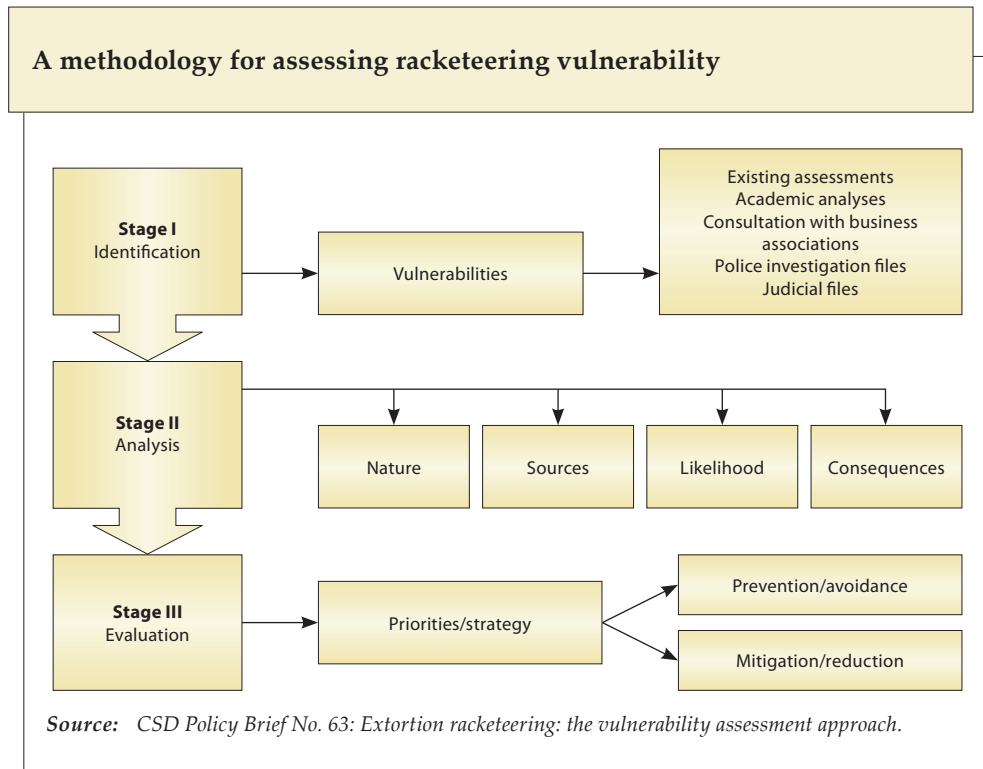 A methodology for assessing racketeering vulnerability
Stage I
Identification
Vulnerabilities
Existing assessments
Academic analyses
Consultation with business
associations
Police investigation files
Judicial files
Stage II
Analysis
Nature
Sources
Likelihood
Consequences
Stage III
Evaluation
Priorities/strategy
Prevention/avoidance
Mitigation/reduction
Source: CSD Policy Brief No. 63: Extortion racketeering: the vulnerability assessment approach.